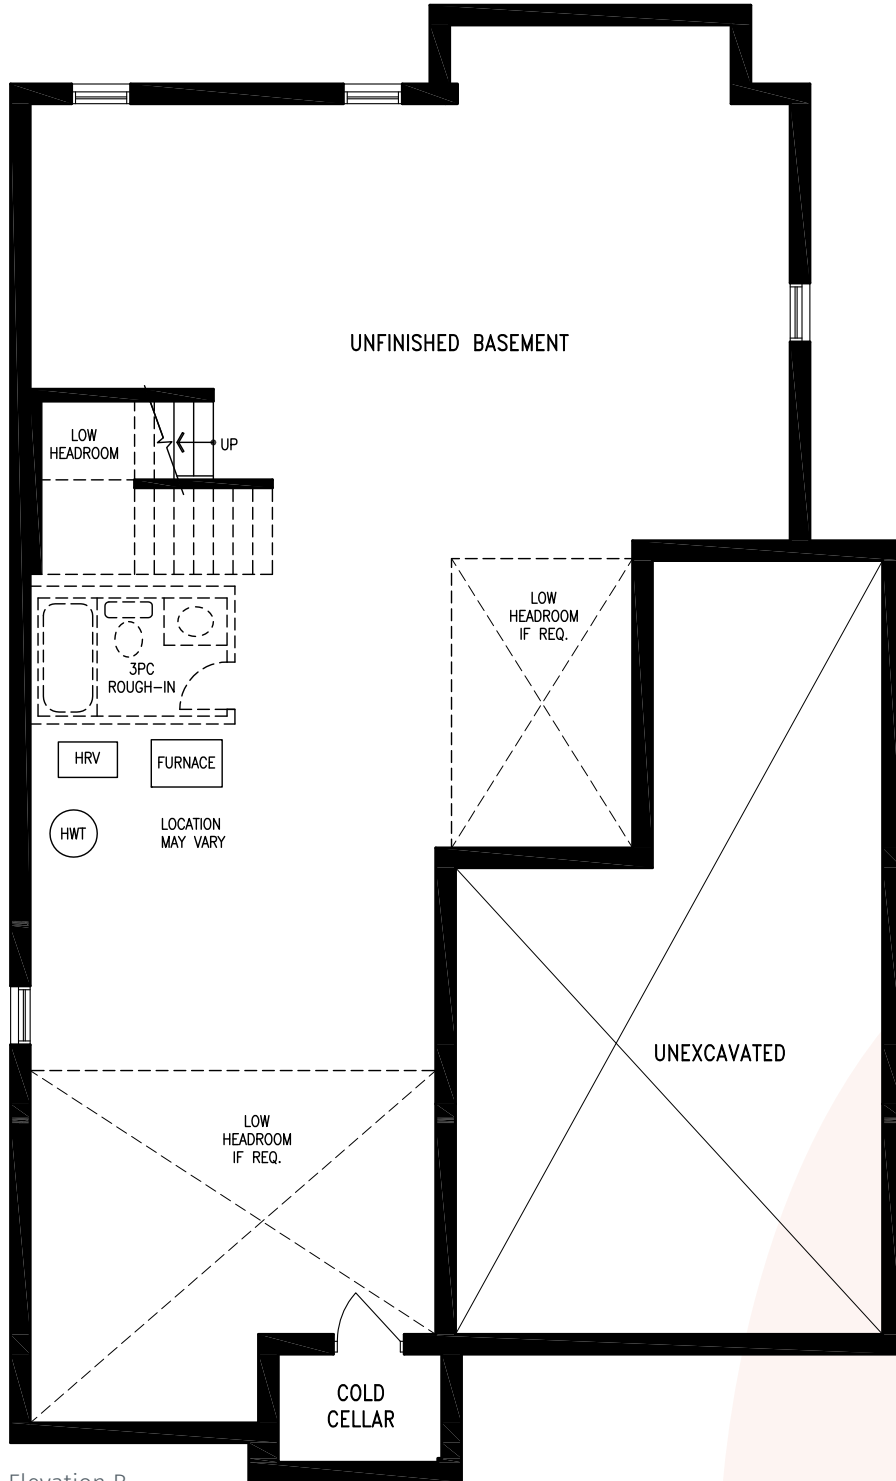 UNFINISHED BASEMENT
LOW
HEADROOM
UP
LOW
HEADROOM
IF REQ.
3PC
ROUGH-IN
HRV
FURNACE
HWT
LOCATION
MAY VARY
UNEXCAVATED
LOW
HEADROOM
IF REQ.
COLD
CELLAR
Elevation B